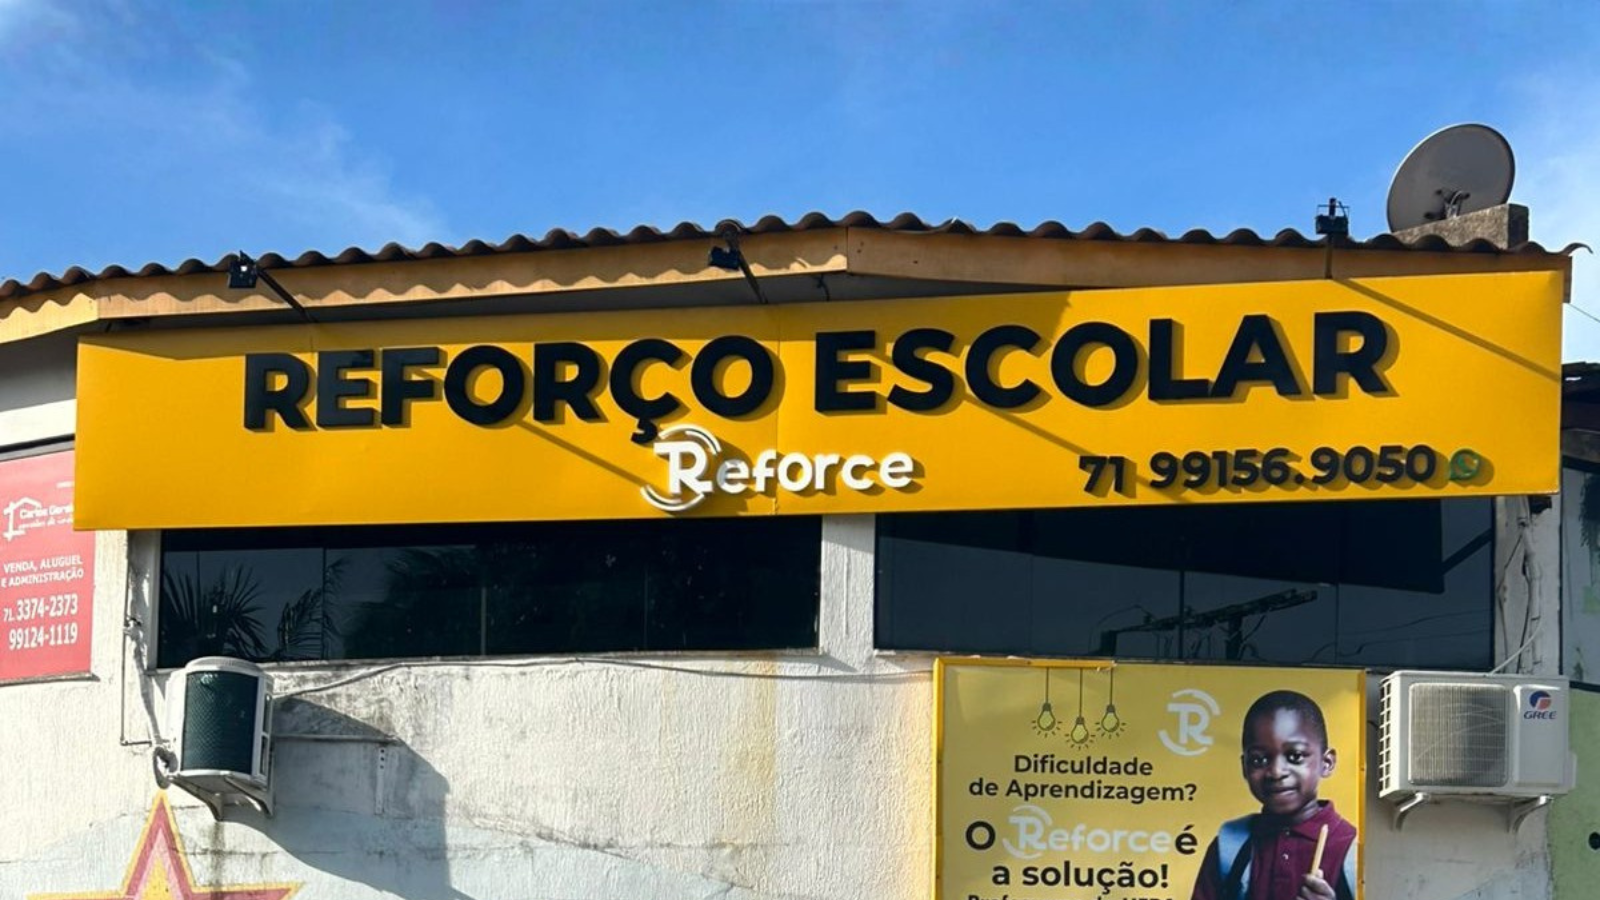 REFORÇO ESCOLAR
Reforce
71 99156.9050
VENDA, ALUGUEL
E ADMINISTRAÇÃO
71. 3374-2373
99124-1119
GREE
R
Dificuldade
de Aprendizagem?
O Reforce é
a solução!